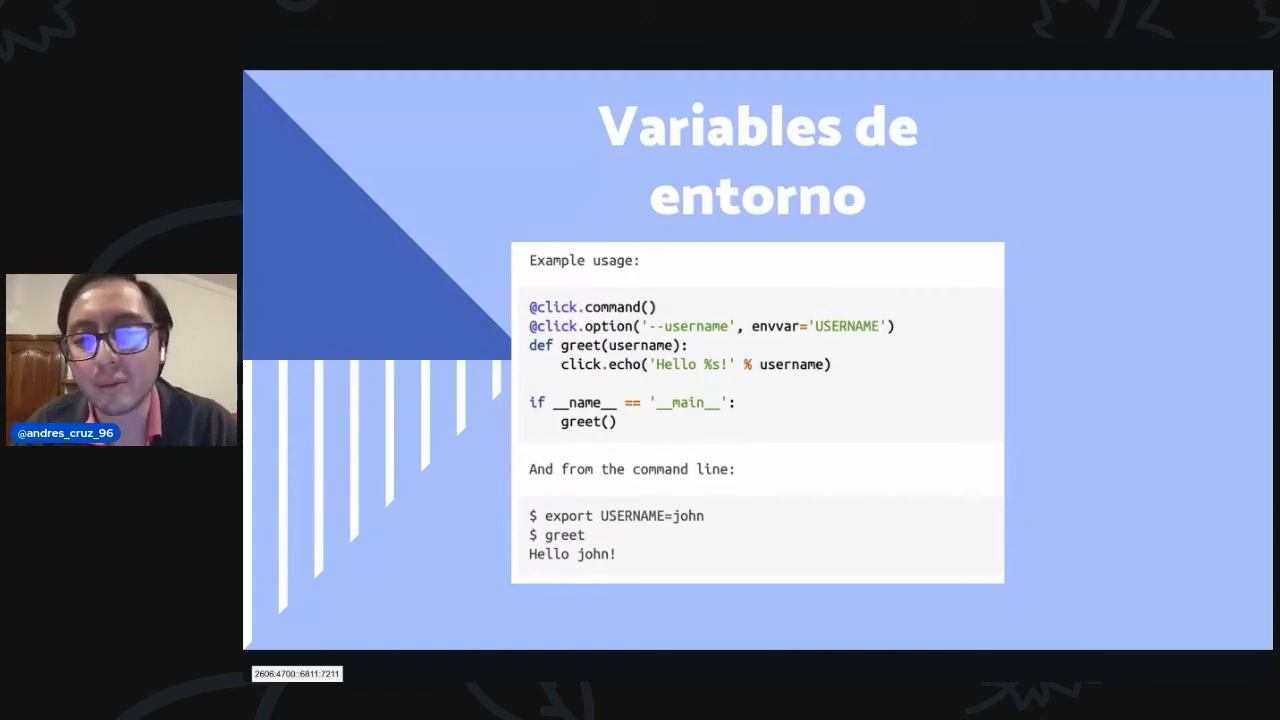 Variables de
entorno
Example usage:
@click.command()
@click.option('--username', envvar='USERNAME')
def greet(username):
    click.echo('Hello %s!' % username)
if __name__ == '__main__':
    greet()
And from the command line:
$ export USERNAME=john
$ greet
Hello john!
@andres_cruz_96
2606:4700::6811:7211